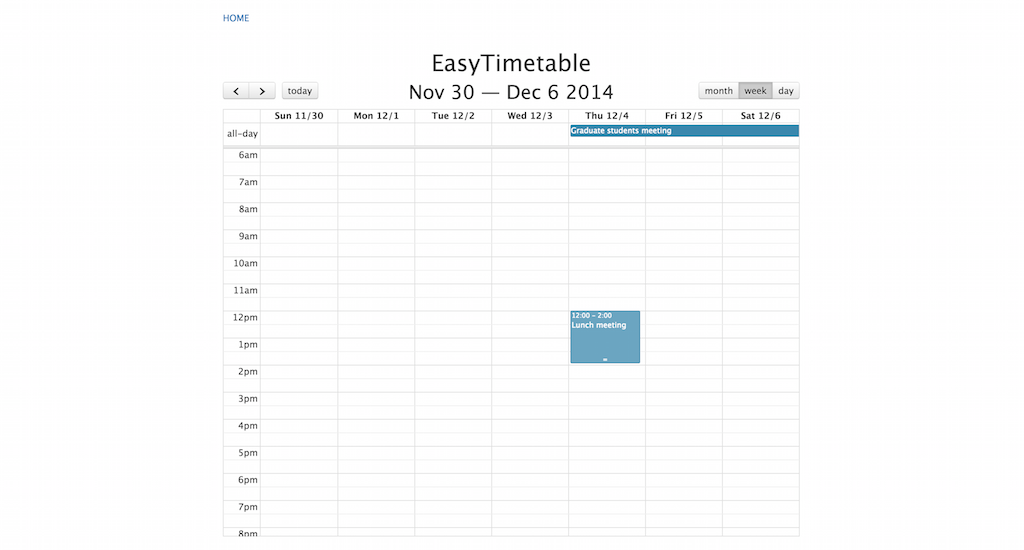 HOME
EasyTimetable
today
Nov 30 — Dec 6 2014
month week day
Sun 11/30 Mon 12/1 Tue 12/2 Wed 12/3 Thu 12/4 Fri 12/5 Sat 12/6
all-day
Graduate students meeting
6am
7am
8am
9am
10am
11am
12pm
12:00 - 2:00
Lunch meeting
1pm
2pm
3pm
4pm
5pm
6pm
7pm
8pm